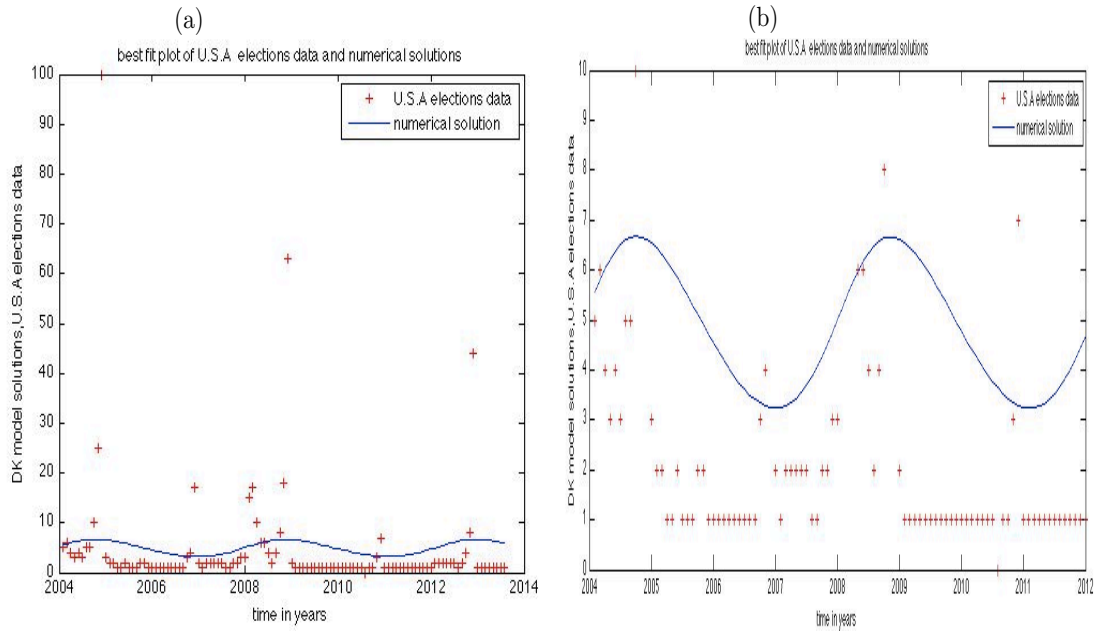 (a)
best fit plot of U.S.A elections data and numerical solutions
100
90
80
70
60
50
40
30
20
10
0
DK model solutions,U.S.A elections data
U.S.A elections data
numerical solution
2004 2006 2008 2010 2012 2014
time in years
(b)
best fit plot of U.S.A elections data and numerical solutions
10
9
8
7
6
5
4
3
2
1
0
DK model solutions,U.S.A elections data
U.S.A elections data
numerical solution
2004 2005 2006 2007 2008 2009 2010 2011 2012
time in years